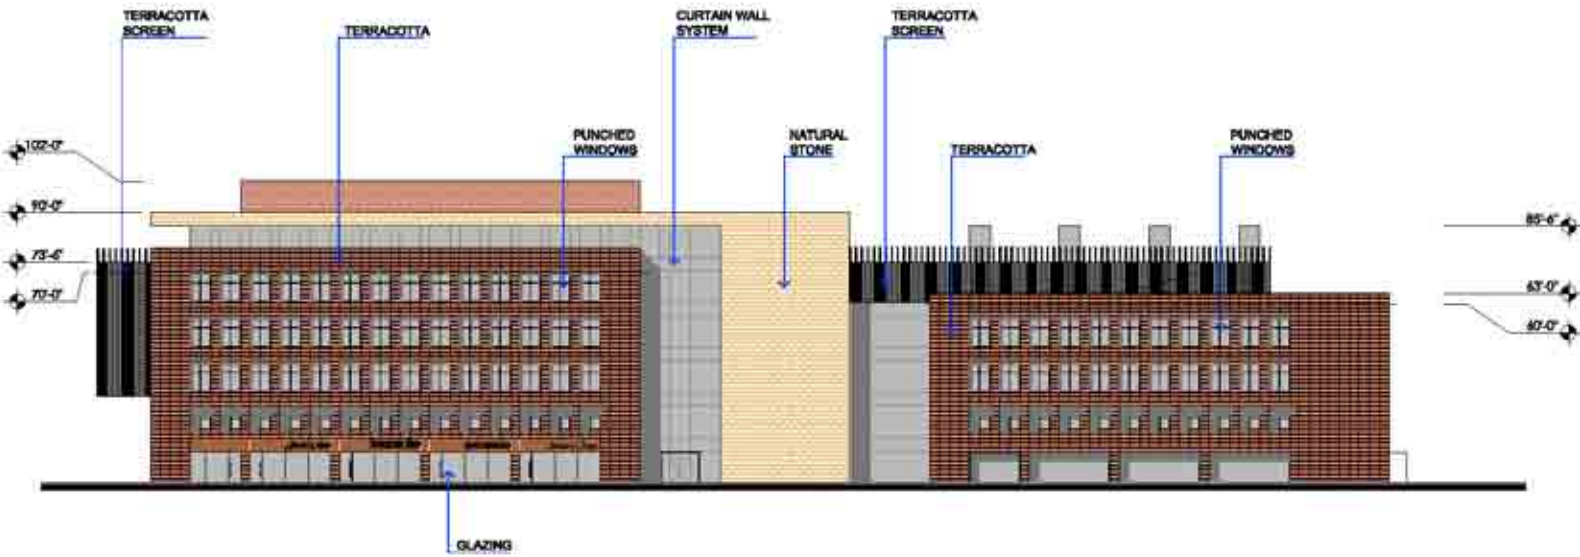 TERRACOTTA
SCREEN
TERRACOTTA
CURTAIN WALL
SYSTEM
TERRACOTTA
SCREEN
PUNCHED
WINDOWS
NATURAL
STONE
TERRACOTTA
PUNCHED
WINDOWS
102'-0"
90'-0"
73'-6"
70'-0"
85'-6"
63'-0"
60'-0"
GLAZING